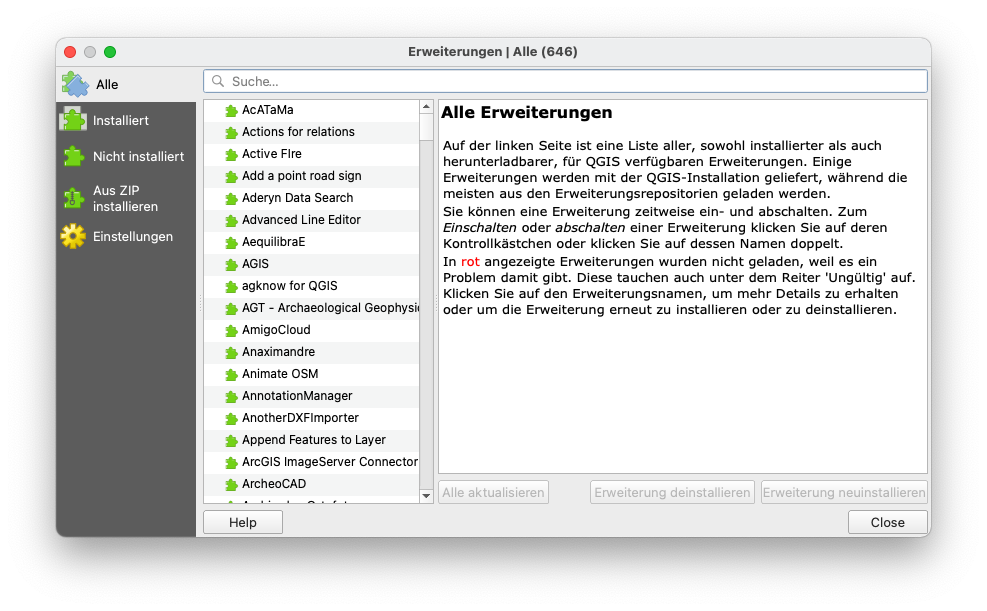 Erweiterungen | Alle (646)
Alle
Installiert
Nicht installiert
Aus ZIP
installieren
Einstellungen
Suche...
AcATaMa
Actions for relations
Active FIre
Add a point road sign
Aderyn Data Search
Advanced Line Editor
AequilibraE
AGIS
agknow for QGIS
AGT - Archaeological Geophysi
AmigoCloud
Anaximandre
Animate OSM
AnnotationManager
AnotherDXFImporter
Append Features to Layer
ArcGIS ImageServer Connector
ArcheoCAD
Alle Erweiterungen
Auf der linken Seite ist eine Liste aller, sowohl installierter als auch
herunterladbarer, für QGIS verfügbaren Erweiterungen. Einige
Erweiterungen werden mit der QGIS-Installation geliefert, während die
meisten aus den Erweiterungsrepositorien geladen werden.
Sie können eine Erweiterung zeitweise ein- und abschalten. Zum
Einschalten oder abschalten einer Erweiterung klicken Sie auf deren
Kontrollkästchen oder klicken Sie auf dessen Namen doppelt.
In rot angezeigte Erweiterungen wurden nicht geladen, weil es ein
Problem damit gibt. Diese tauchen auch unter dem Reiter 'Ungültig' auf.
Klicken Sie auf den Erweiterungsnamen, um mehr Details zu erhalten
oder um die Erweiterung erneut zu installieren oder zu deinstallieren.
Alle aktualisieren
Erweiterung deinstallieren
Erweiterung neuinstallieren
Help
Close